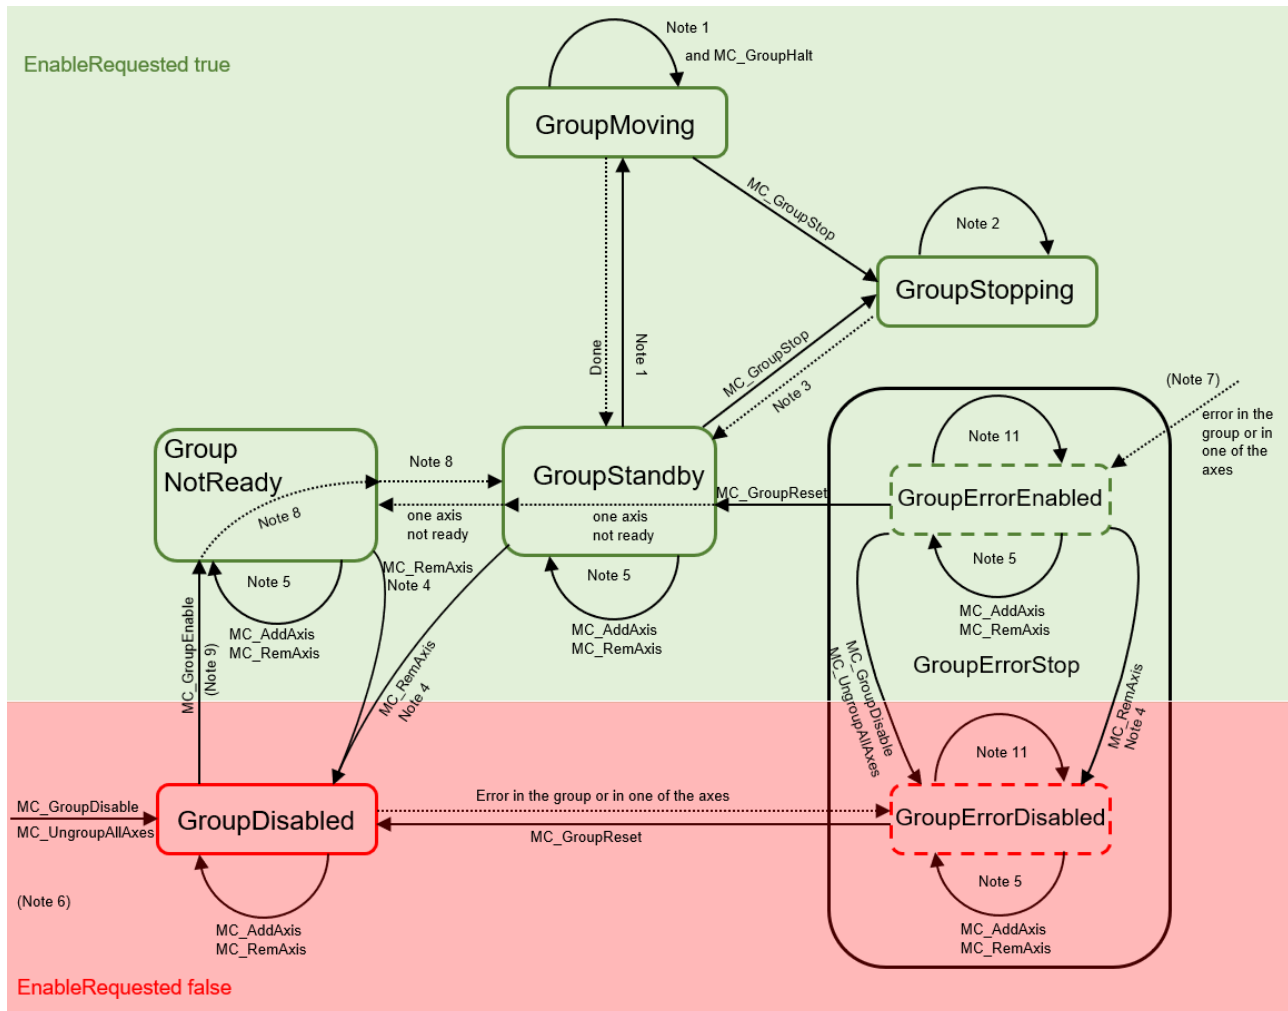 Note 1
and MC_GroupHalt
EnableRequested true
GroupMoving
MC_GroupStop
Note 2
GroupStopping
Done
Note 1
MC_GroupStop
Note 3
(Note 7)
error in the
group or in
one of the
axes
Group
NotReady
Note 8
Note 8
GroupStandby
one axis
not ready
one axis
not ready
MC_GroupReset
Note 11
GroupErrorEnabled
Note 5
MC_AddAxis
MC_RemAxis
MC_RemAxis
Note 4
Note 5
MC_AddAxis
MC_RemAxis
Note 5
MC_AddAxis
MC_RemAxis
GroupErrorStop
MC_GroupEnable
(Note 9)
MC_RemAxis
Note 4
MC_GroupDisable
MC_UngroupAllAxes
MC_RemAxis
Note 4
Note 11
MC_GroupDisable
MC_UngroupAllAxes
GroupDisabled
Error in the group or in one of the axes
MC_GroupReset
GroupErrorDisabled
Note 5
MC_AddAxis
MC_RemAxis
(Note 6)
MC_AddAxis
MC_RemAxis
EnableRequested false